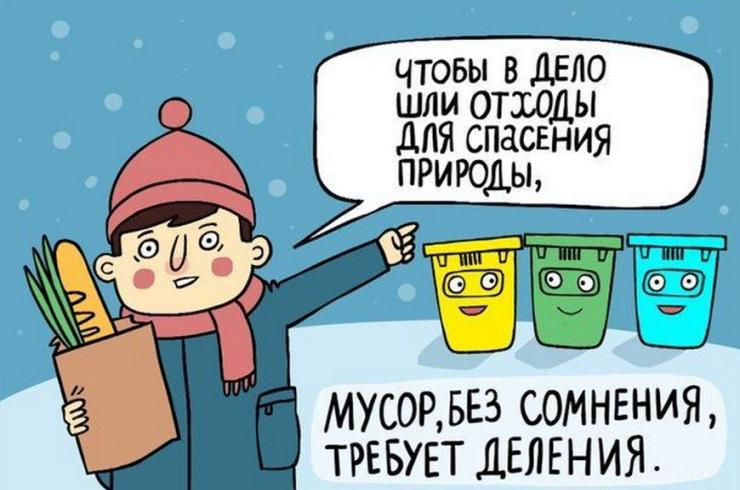 ЧТОБЫ В ДЕЛО
ШЛИ ОТХОДЫ
ДЛЯ СПАСЕНИЯ
ПРИРОДЫ,
МУСОР, БЕЗ СОМНЕНИЯ,
ТРЕБУЕТ ДЕЛЕНИЯ.